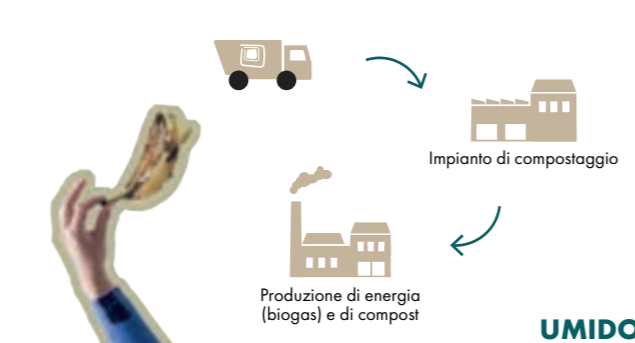 Impianto di compostaggio
Produzione di energia
(biogas) e di compost
UMIDO